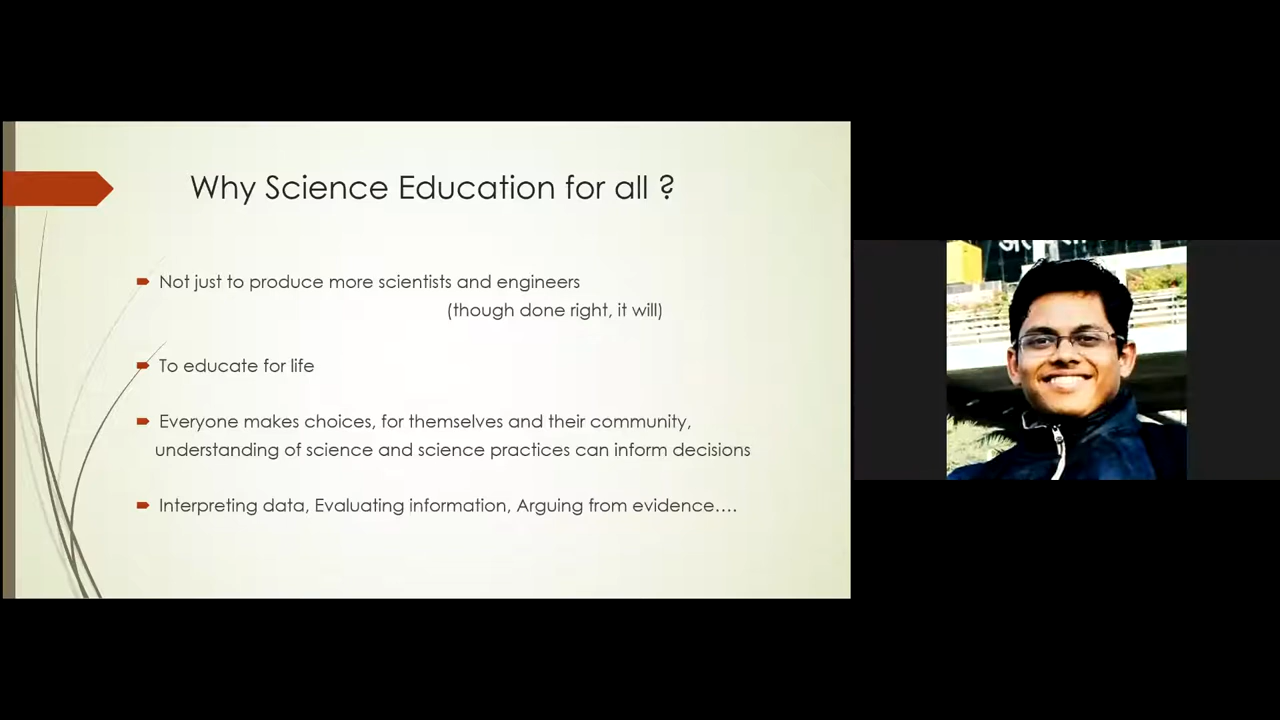 Why Science Education for all ?
Not just to produce more scientists and engineers
(though done right, it will)
To educate for life
Everyone makes choices, for themselves and their community,
understanding of science and science practices can inform decisions
Interpreting data, Evaluating information, Arguing from evidence....